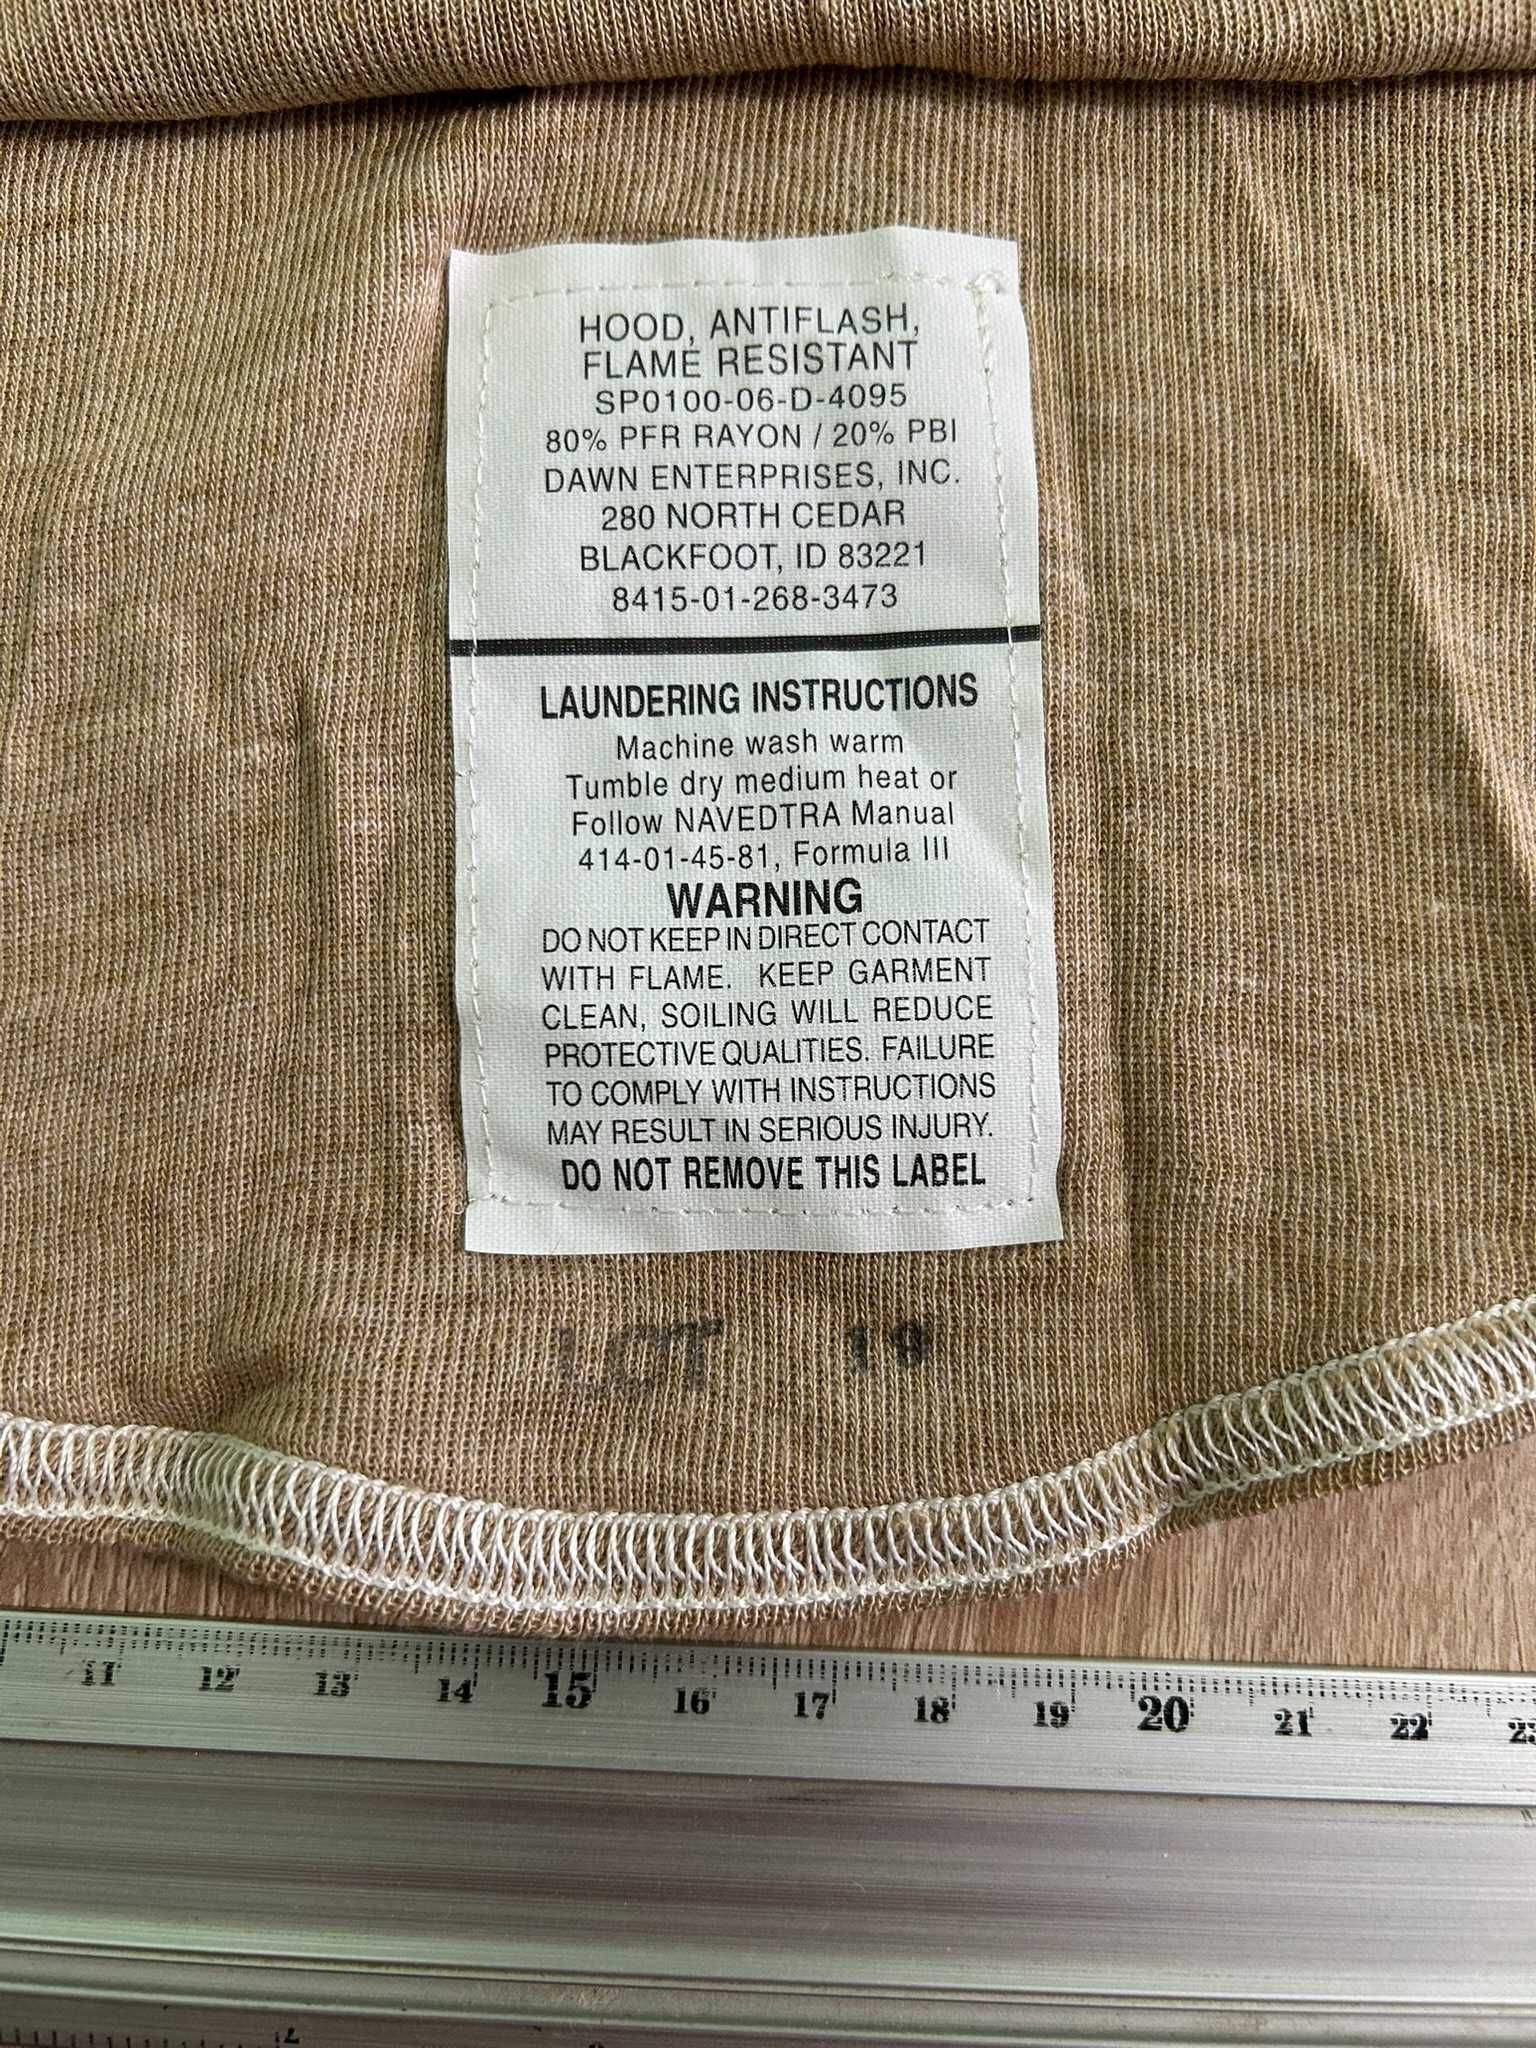 HOOD, ANTIFLASH,
FLAME RESISTANT
SP0100-06-D-4095
80% PFR RAYON / 20% PBI
DAWN ENTERPRISES, INC.
280 NORTH CEDAR
BLACKFOOT, ID 83221
8415-01-268-3473
LAUNDERING INSTRUCTIONS
Machine wash warm
Tumble dry medium heat or
Follow NAVEDTRA Manual
414-01-45-81, Formula III
WARNING
DO NOT KEEP IN DIRECT CONTACT
WITH FLAME. KEEP GARMENT
CLEAN, SOILING WILL REDUCE
PROTECTIVE QUALITIES. FAILURE
TO COMPLY WITH INSTRUCTIONS
MAY RESULT IN SERIOUS INJURY.
DO NOT REMOVE THIS LABEL
LOT
11 12 13 14 15 16 17 18 19 20 21 22 23
7